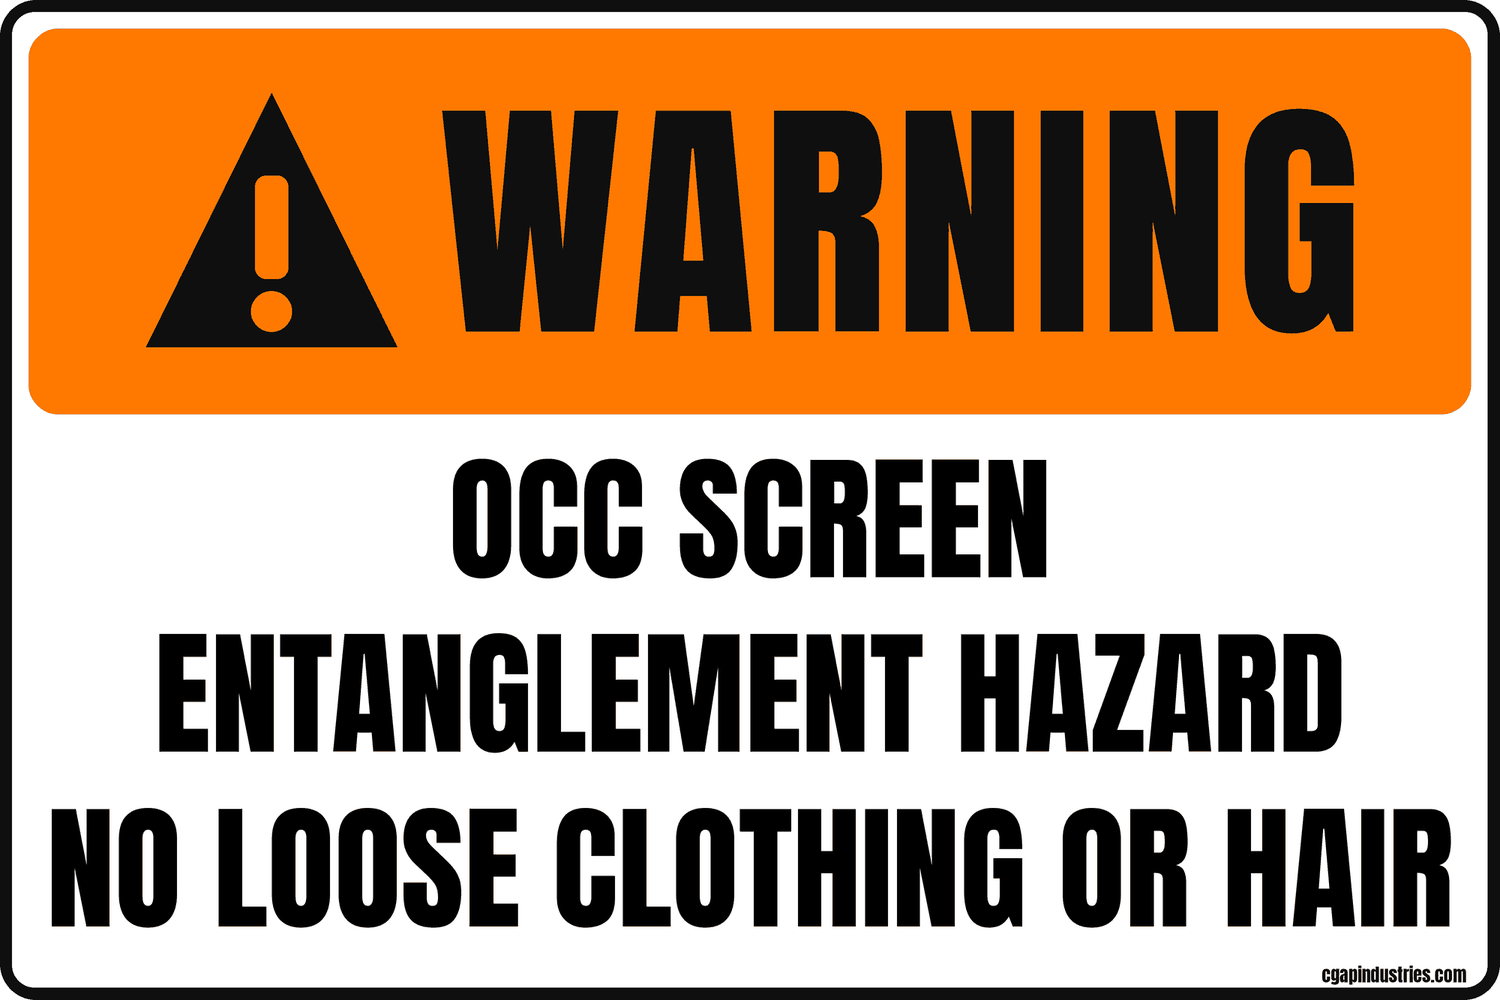 WARNING
OCC SCREEN
ENTANGLEMENT HAZARD
NO LOOSE CLOTHING OR HAIR
cgapindustries.com